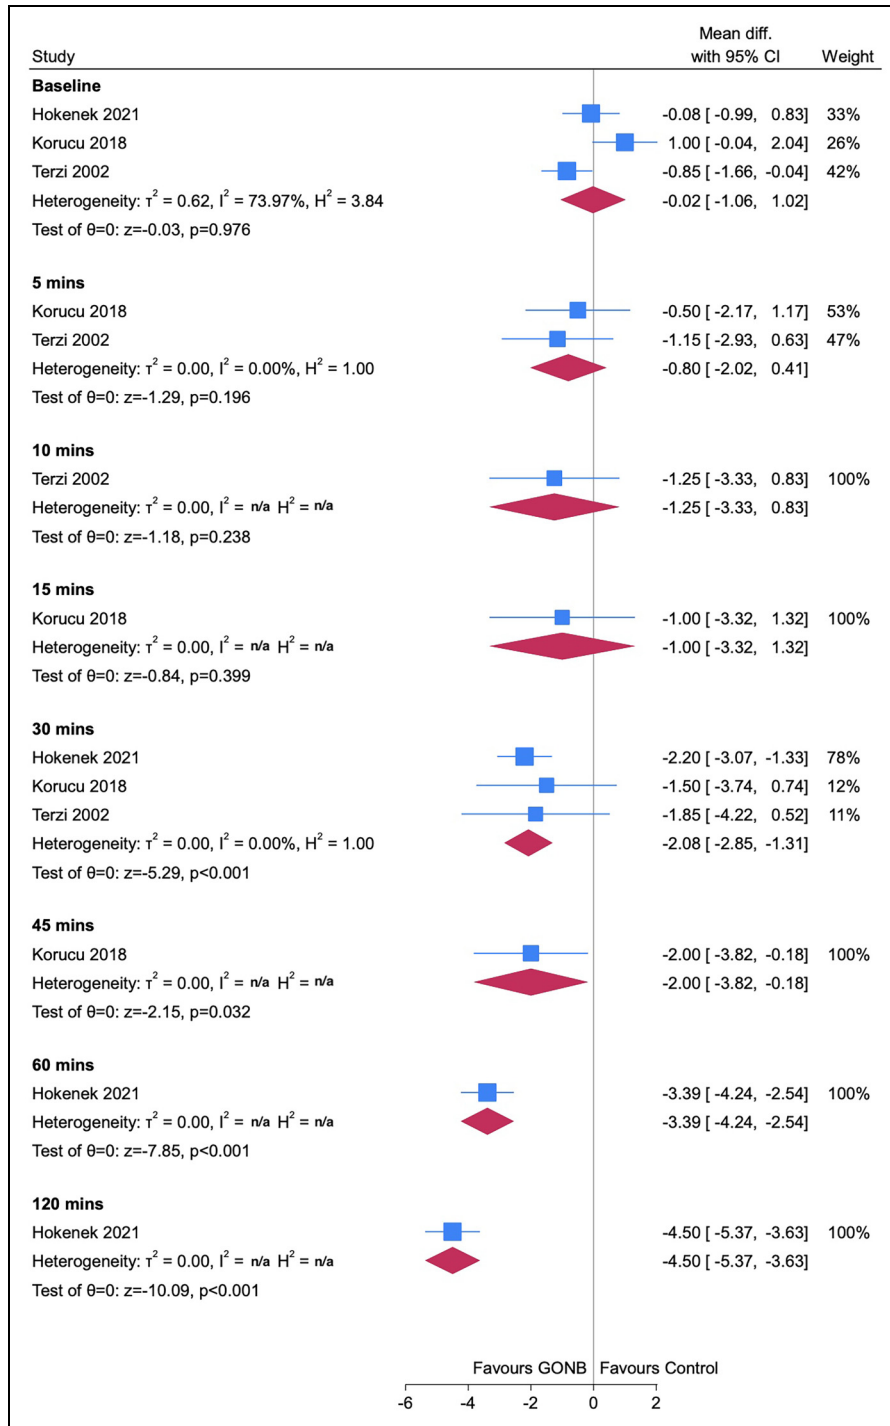 Mean diff.
Study with 95% CI Weight
Baseline
Hokenek 2021 -0.08 [ -0.99, 0.83] 33%
Korucu 2018 1.00 [ -0.04, 2.04] 26%
Terzi 2002 -0.85 [ -1.66, -0.04] 42%
Heterogeneity: τ² = 0.62, I² = 73.97%, H² = 3.84 -0.02 [ -1.06, 1.02]
Test of θ=0: z=-0.03, p=0.976
5 mins
Korucu 2018 -0.50 [ -2.17, 1.17] 53%
Terzi 2002 -1.15 [ -2.93, 0.63] 47%
Heterogeneity: τ² = 0.00, I² = 0.00%, H² = 1.00 -0.80 [ -2.02, 0.41]
Test of θ=0: z=-1.29, p=0.196
10 mins
Terzi 2002 -1.25 [ -3.33, 0.83] 100%
Heterogeneity: τ² = 0.00, I² = n/a H² = n/a -1.25 [ -3.33, 0.83]
Test of θ=0: z=-1.18, p=0.238
15 mins
Korucu 2018 -1.00 [ -3.32, 1.32] 100%
Heterogeneity: τ² = 0.00, I² = n/a H² = n/a -1.00 [ -3.32, 1.32]
Test of θ=0: z=-0.84, p=0.399
30 mins
Hokenek 2021 -2.20 [ -3.07, -1.33] 78%
Korucu 2018 -1.50 [ -3.74, 0.74] 12%
Terzi 2002 -1.85 [ -4.22, 0.52] 11%
Heterogeneity: τ² = 0.00, I² = 0.00%, H² = 1.00 -2.08 [ -2.85, -1.31]
Test of θ=0: z=-5.29, p<0.001
45 mins
Korucu 2018 -2.00 [ -3.82, -0.18] 100%
Heterogeneity: τ² = 0.00, I² = n/a H² = n/a -2.00 [ -3.82, -0.18]
Test of θ=0: z=-2.15, p=0.032
60 mins
Hokenek 2021 -3.39 [ -4.24, -2.54] 100%
Heterogeneity: τ² = 0.00, I² = n/a H² = n/a -3.39 [ -4.24, -2.54]
Test of θ=0: z=-7.85, p<0.001
120 mins
Hokenek 2021 -4.50 [ -5.37, -3.63] 100%
Heterogeneity: τ² = 0.00, I² = n/a H² = n/a -4.50 [ -5.37, -3.63]
Test of θ=0: z=-10.09, p<0.001
Favours GONB Favours Control
-6 -4 -2 0 2